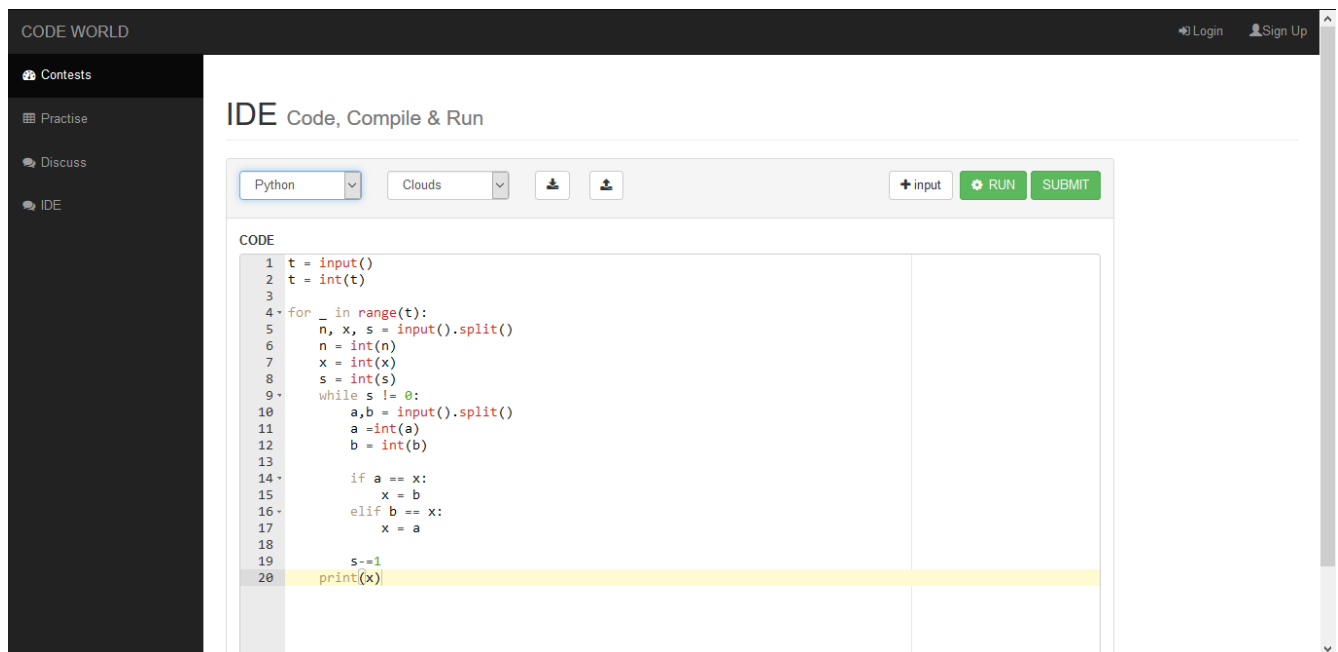 CODE WORLD
Login Sign Up
Contests
Practise
Discuss
IDE
IDE Code, Compile & Run
Python Clouds input RUN SUBMIT
CODE
1 t = input()
2 t = int(t)
3
4 for _ in range(t):
5     n, x, s = input().split()
6     n = int(n)
7     x = int(x)
8     s = int(s)
9     while s != 0:
10         a,b = input().split()
11         a =int(a)
12         b = int(b)
13
14         if a == x:
15             x = b
16         elif b == x:
17             x = a
18
19         s-=1
20     print(x)